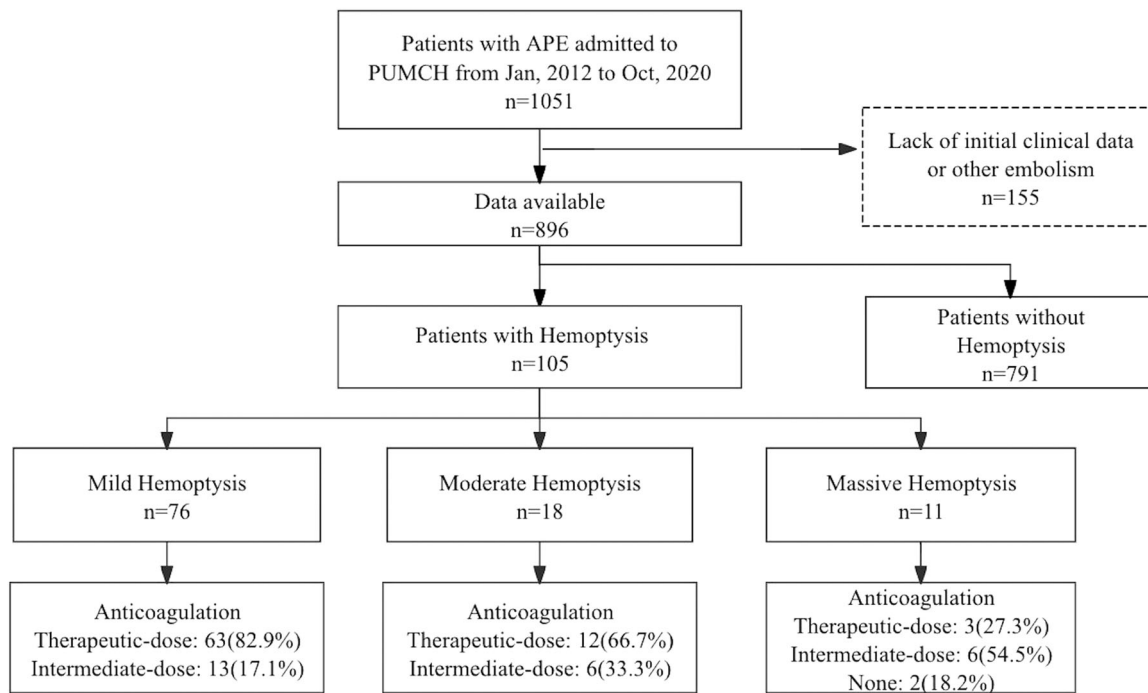 Patients with APE admitted to
PUMCH from Jan, 2012 to Oct, 2020
n=1051
Lack of initial clinical data
or other embolism
n=155
Data available
n=896
Patients with Hemoptysis
n=105
Patients without
Hemoptysis
n=791
Mild Hemoptysis
n=76
Moderate Hemoptysis
n=18
Massive Hemoptysis
n=11
Anticoagulation
Therapeutic-dose: 63(82.9%)
Intermediate-dose: 13(17.1%)
Anticoagulation
Therapeutic-dose: 12(66.7%)
Intermediate-dose: 6(33.3%)
Anticoagulation
Therapeutic-dose: 3(27.3%)
Intermediate-dose: 6(54.5%)
None: 2(18.2%)